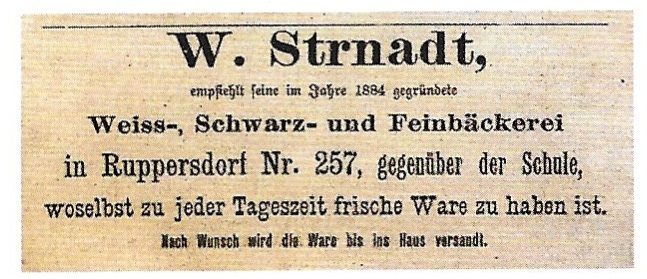 W. Strnadt,
empfiehlt seine im Jahre 1884 gegründete
Weiss-, Schwarz- und Feinbäckerei
in Ruppersdorf Nr. 257, gegenüber der Schule,
woselbst zu jeder Tageszeit frische Ware zu haben ist.
Nach Wunsch wird die Ware bis ins Haus versandt.